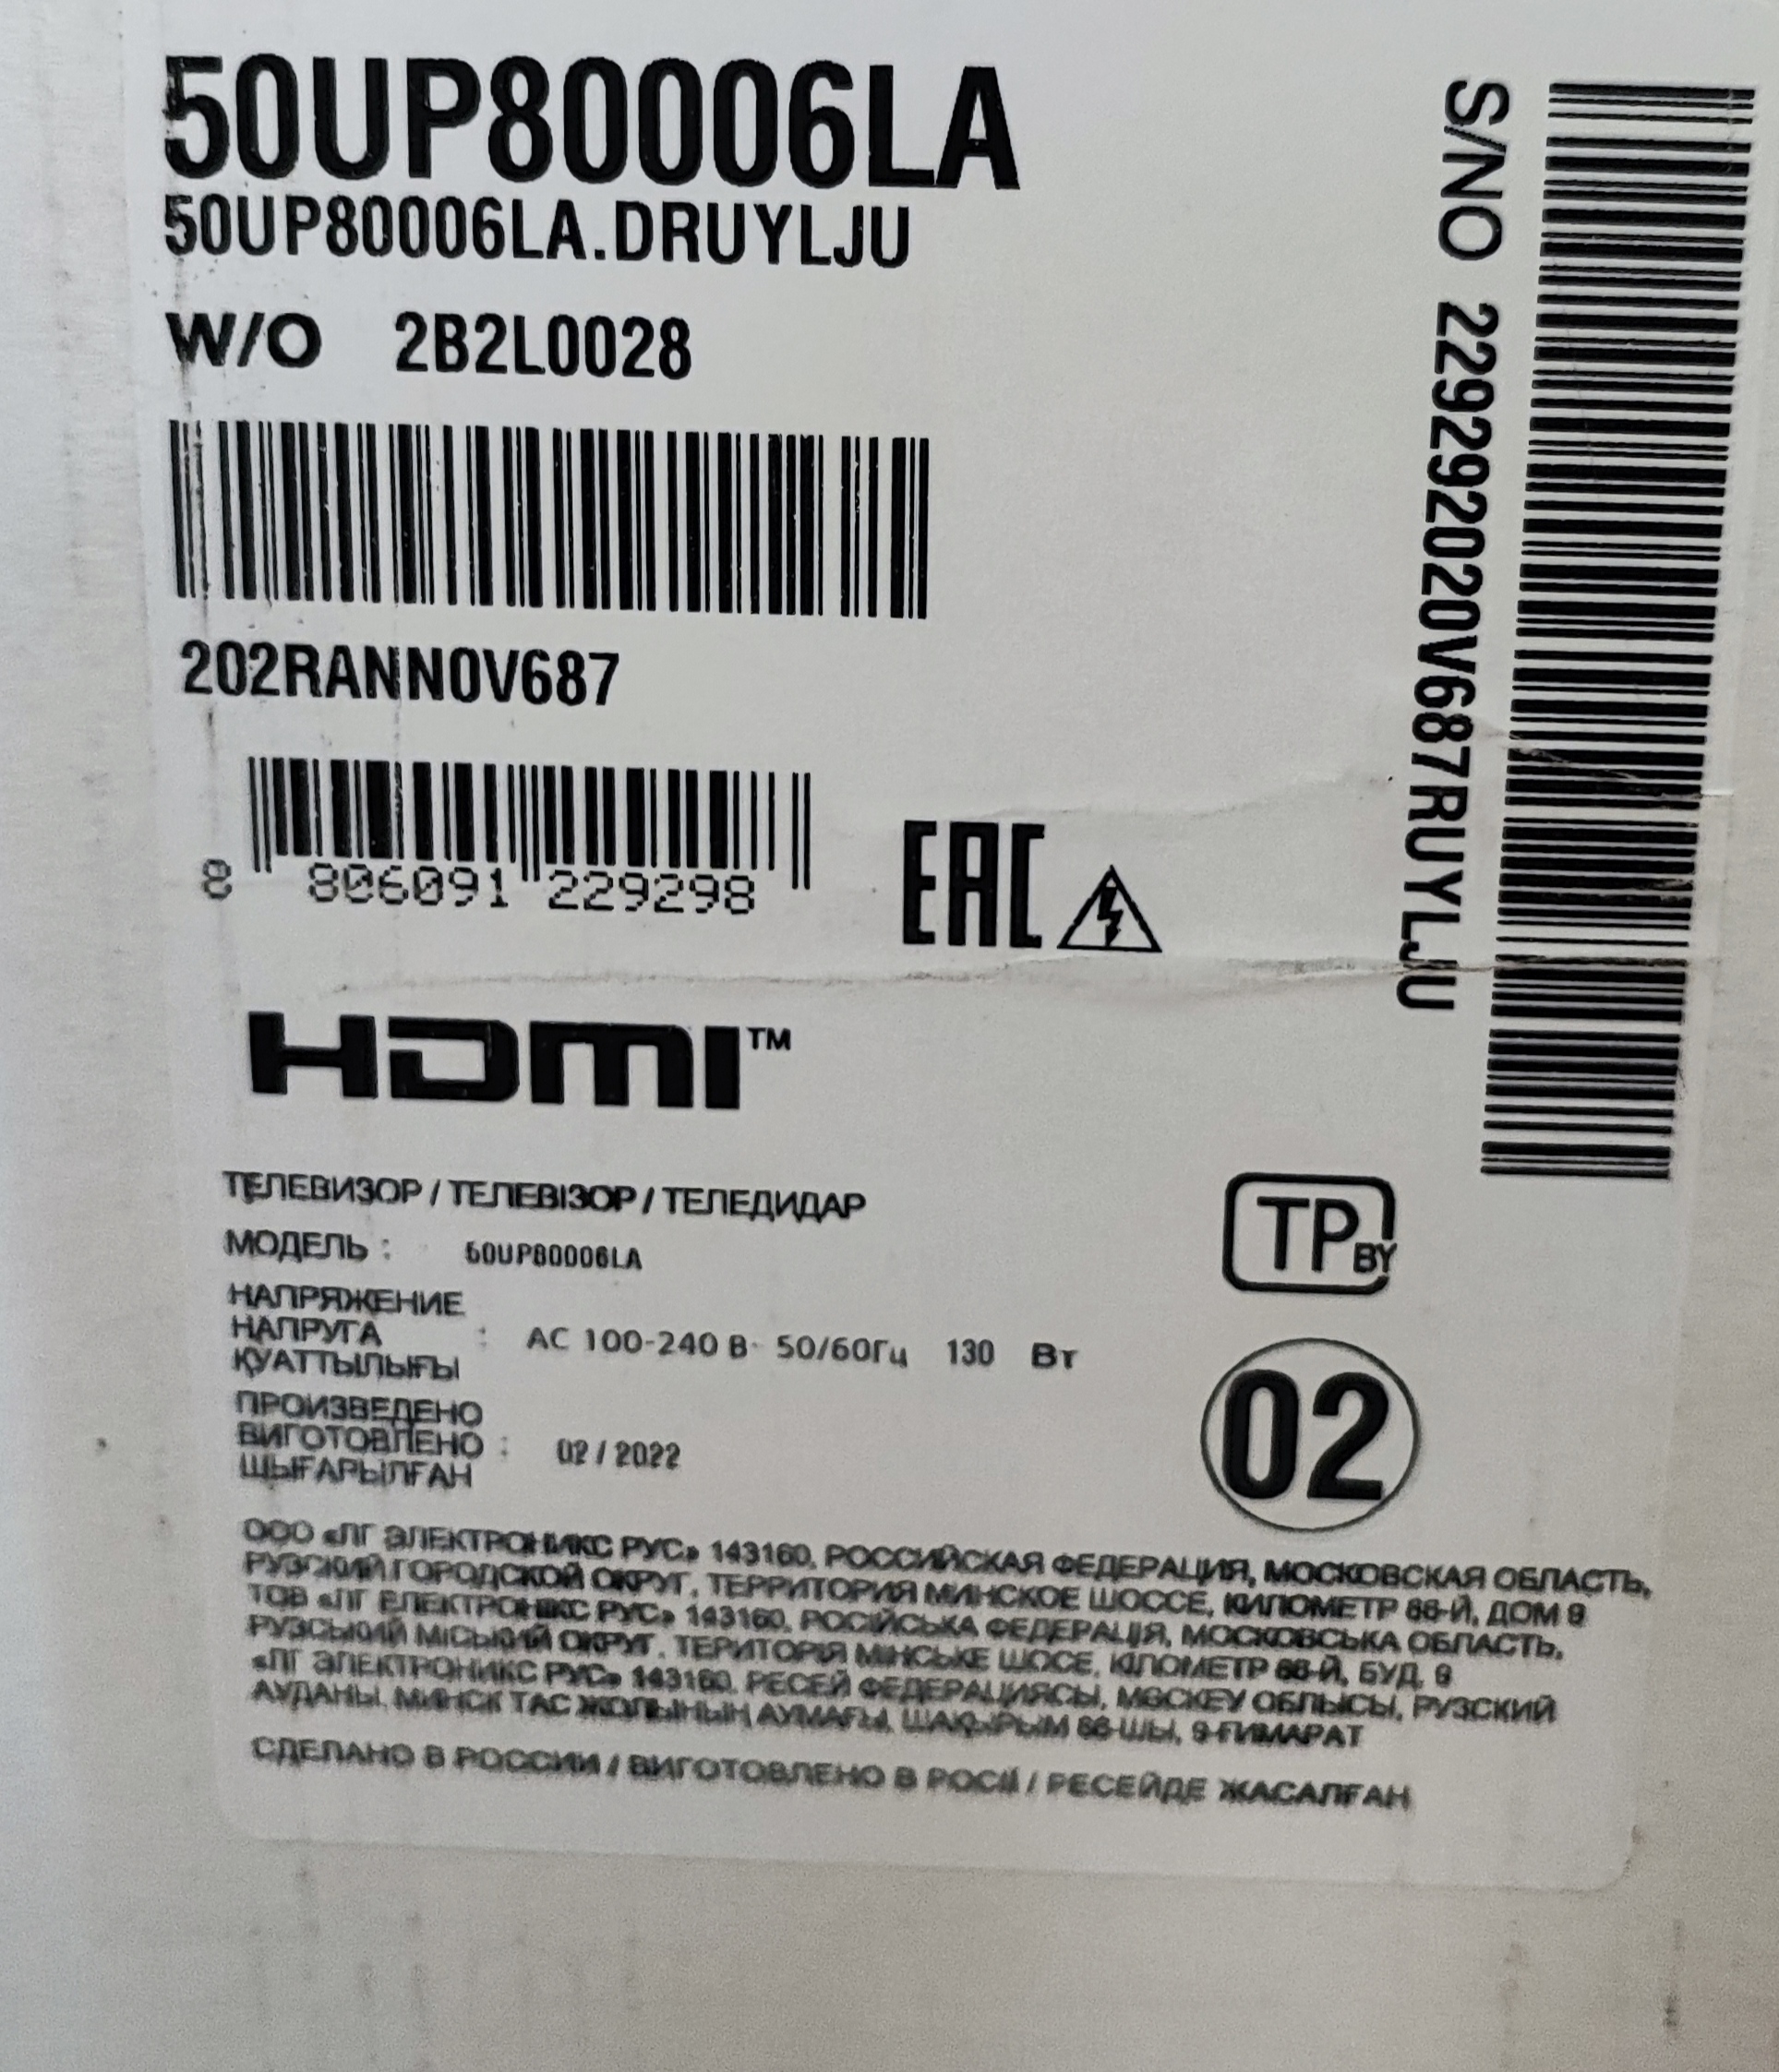 50UP80006LA
50UP80006LA.DRUYLJU
W/O 2B2L0028
202RANN0V687
8 806091 229298
EAC
HDMI™
S/NO 229292020V687RUYLJU
ТЕЛЕВИЗОР / ТЕЛЕВІЗОР / ТЕЛЕДИДАР
МОДЕЛЬ : 50UP80006LA
НАПРЯЖЕНИЕ
НАПРУГА : AC 100-240 В~ 50/60Гц 130 Вт
ҚУАТТЫЛЫҒЫ
ПРОИЗВЕДЕНО
ВИГОТОВЛЕНО : 02 / 2022
ШЫҒАРЫЛҒАН
TP BY
02
ООО «ЛГ ЭЛЕКТРОНИКС РУС» 143160, РОССИЙСКАЯ ФЕДЕРАЦИЯ, МОСКОВСКАЯ ОБЛАСТЬ,
РУЗСКИЙ ГОРОДСКОЙ ОКРУГ, ТЕРРИТОРИЯ МИНСКОЕ ШОССЕ, КИЛОМЕТР 86-Й, ДОМ 9
ТОВ «ЛГ ЕЛЕКТРОНІКС РУС» 143160, РОСІЙСЬКА ФЕДЕРАЦІЯ, МОСКОВСЬКА ОБЛАСТЬ,
РУЗСЬКИЙ МІСЬКИЙ ОКРУГ, ТЕРИТОРІЯ МІНСЬКЕ ШОСЕ, КІЛОМЕТР 86-Й, БУД. 9
«ЛГ ЭЛЕКТРОНИКС РУС» 143160, РЕСЕЙ ФЕДЕРАЦИЯСЫ, МӘСКЕУ ОБЛЫСЫ, РУЗСКИЙ
АУДАНЫ, МИНСК ТАС ЖОЛЫНЫҢ АУМАҒЫ, ШАҚЫРЫМ 86-ШЫ, 9-ҒИМАРАТ
СДЕЛАНО В РОССИИ / ВИГОТОВЛЕНО В РОСІЇ / РЕСЕЙДЕ ЖАСАЛҒАН